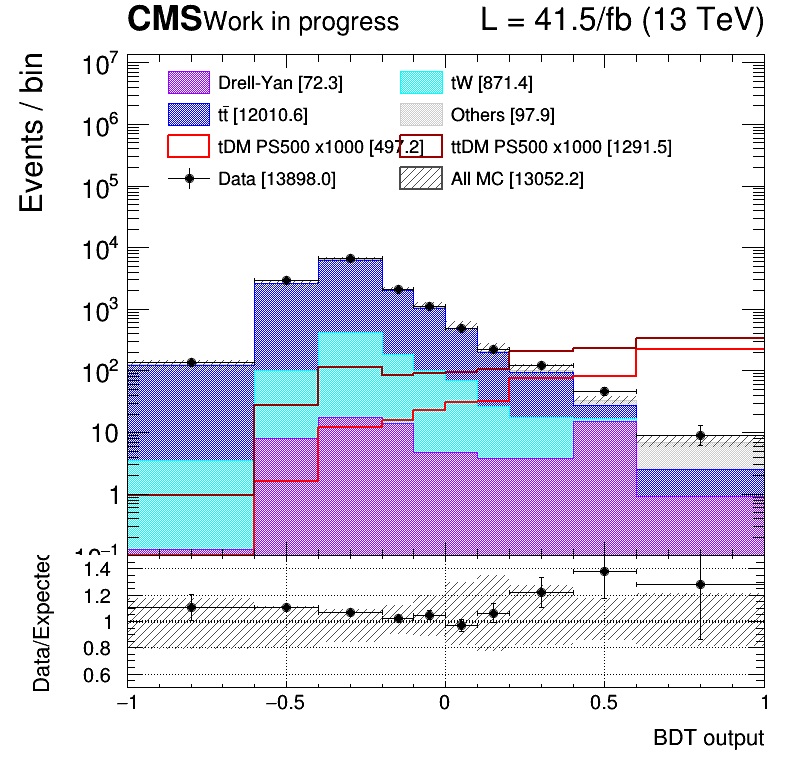 CMS Work in progress L = 41.5/fb (13 TeV)
Events / bin
10⁷
10⁶
10⁵
10⁴
10³
10²
10
1
10⁻¹
Drell-Yan [72.3] tW [871.4]
tt̄ [12010.6] Others [97.9]
tDM PS500 x1000 [497.2] ttDM PS500 x1000 [1291.5]
Data [13898.0] All MC [13052.2]
Data/Expected
1.4
1.2
1
0.8
0.6
−1 −0.5 0 0.5 1
BDT output